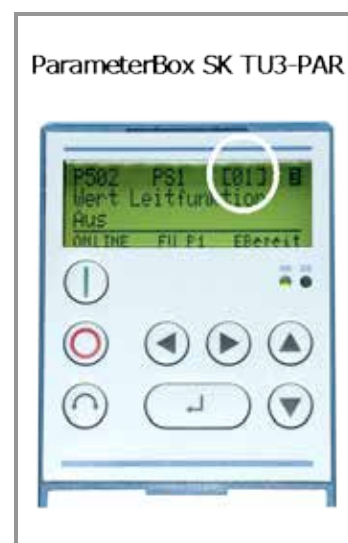 ParameterBox SK TU3-PAR
P502 PS1 [01]
Wert Leitfunktion
Aus
ONLINE FU P1 EBereit